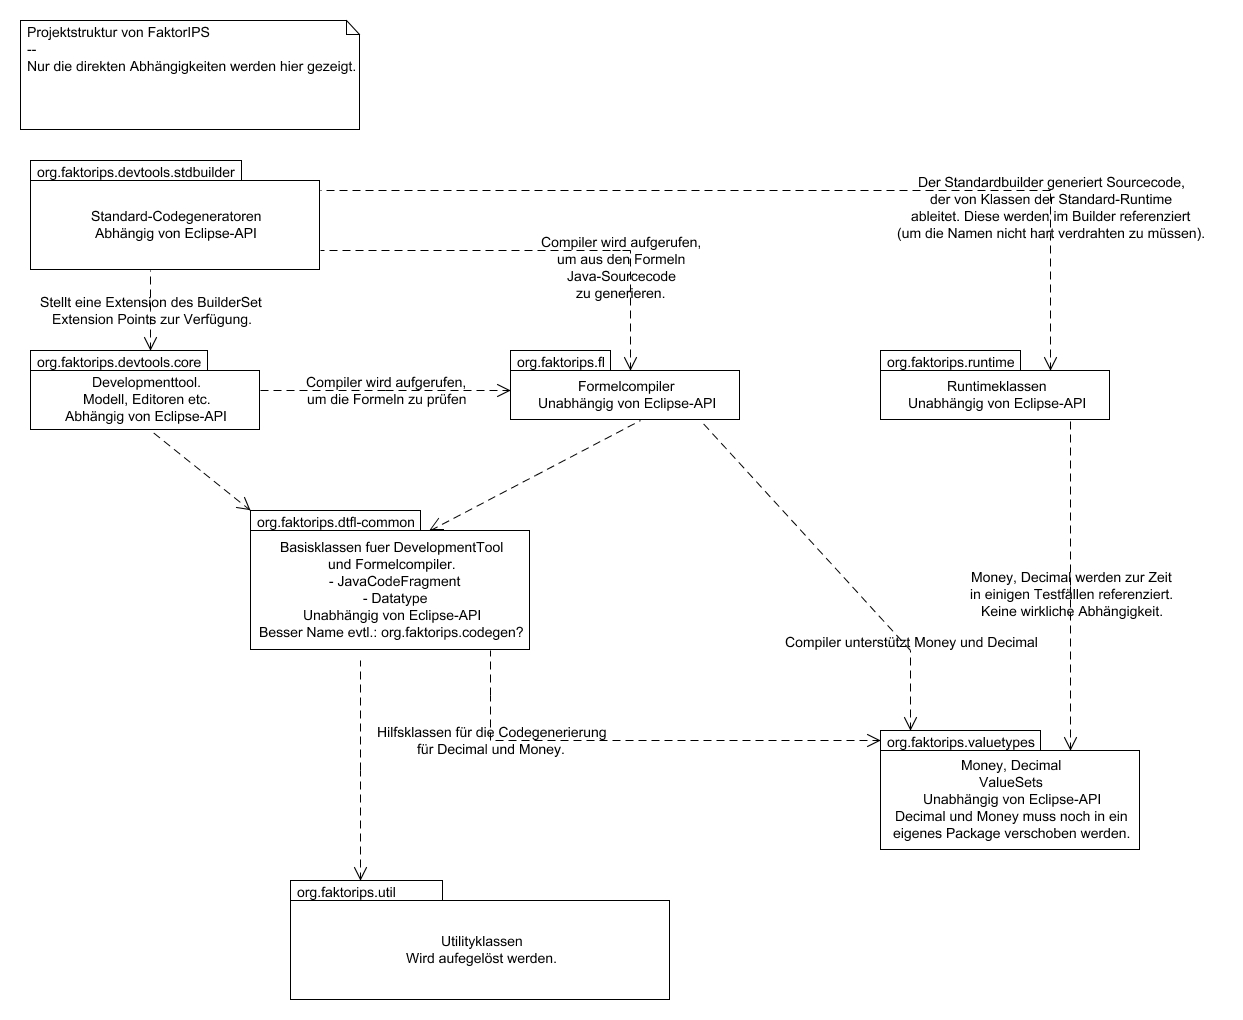 Projektstruktur von FaktorIPS
--
Nur die direkten Abhängigkeiten werden hier gezeigt.
org.faktorips.devtools.stdbuilder
Standard-Codegeneratoren
Abhängig von Eclipse-API
Der Standardbuilder generiert Sourcecode,
der von Klassen der Standard-Runtime
ableitet. Diese werden im Builder referenziert
(um die Namen nicht hart verdrahten zu müssen).
Compiler wird aufgerufen,
um aus den Formeln
Java-Sourcecode
zu generieren.
Stellt eine Extension des BuilderSet
Extension Points zur Verfügung.
org.faktorips.devtools.core
Developmenttool.
Modell, Editoren etc.
Abhängig von Eclipse-API
Compiler wird aufgerufen,
um die Formeln zu prüfen
org.faktorips.fl
Formelcompiler
Unabhängig von Eclipse-API
org.faktorips.runtime
Runtimeklassen
Unabhängig von Eclipse-API
org.faktorips.dtfl-common
Basisklassen fuer DevelopmentTool
und Formelcompiler.
- JavaCodeFragment
- Datatype
Unabhängig von Eclipse-API
Besser Name evtl.: org.faktorips.codegen?
Money, Decimal werden zur Zeit
in einigen Testfällen referenziert.
Keine wirkliche Abhängigkeit.
Compiler unterstützt Money und Decimal
Hilfsklassen für die Codegenerierung
für Decimal und Money.
org.faktorips.valuetypes
Money, Decimal
ValueSets
Unabhängig von Eclipse-API
Decimal und Money muss noch in ein
eigenes Package verschoben werden.
org.faktorips.util
Utilityklassen
Wird aufegelöst werden.